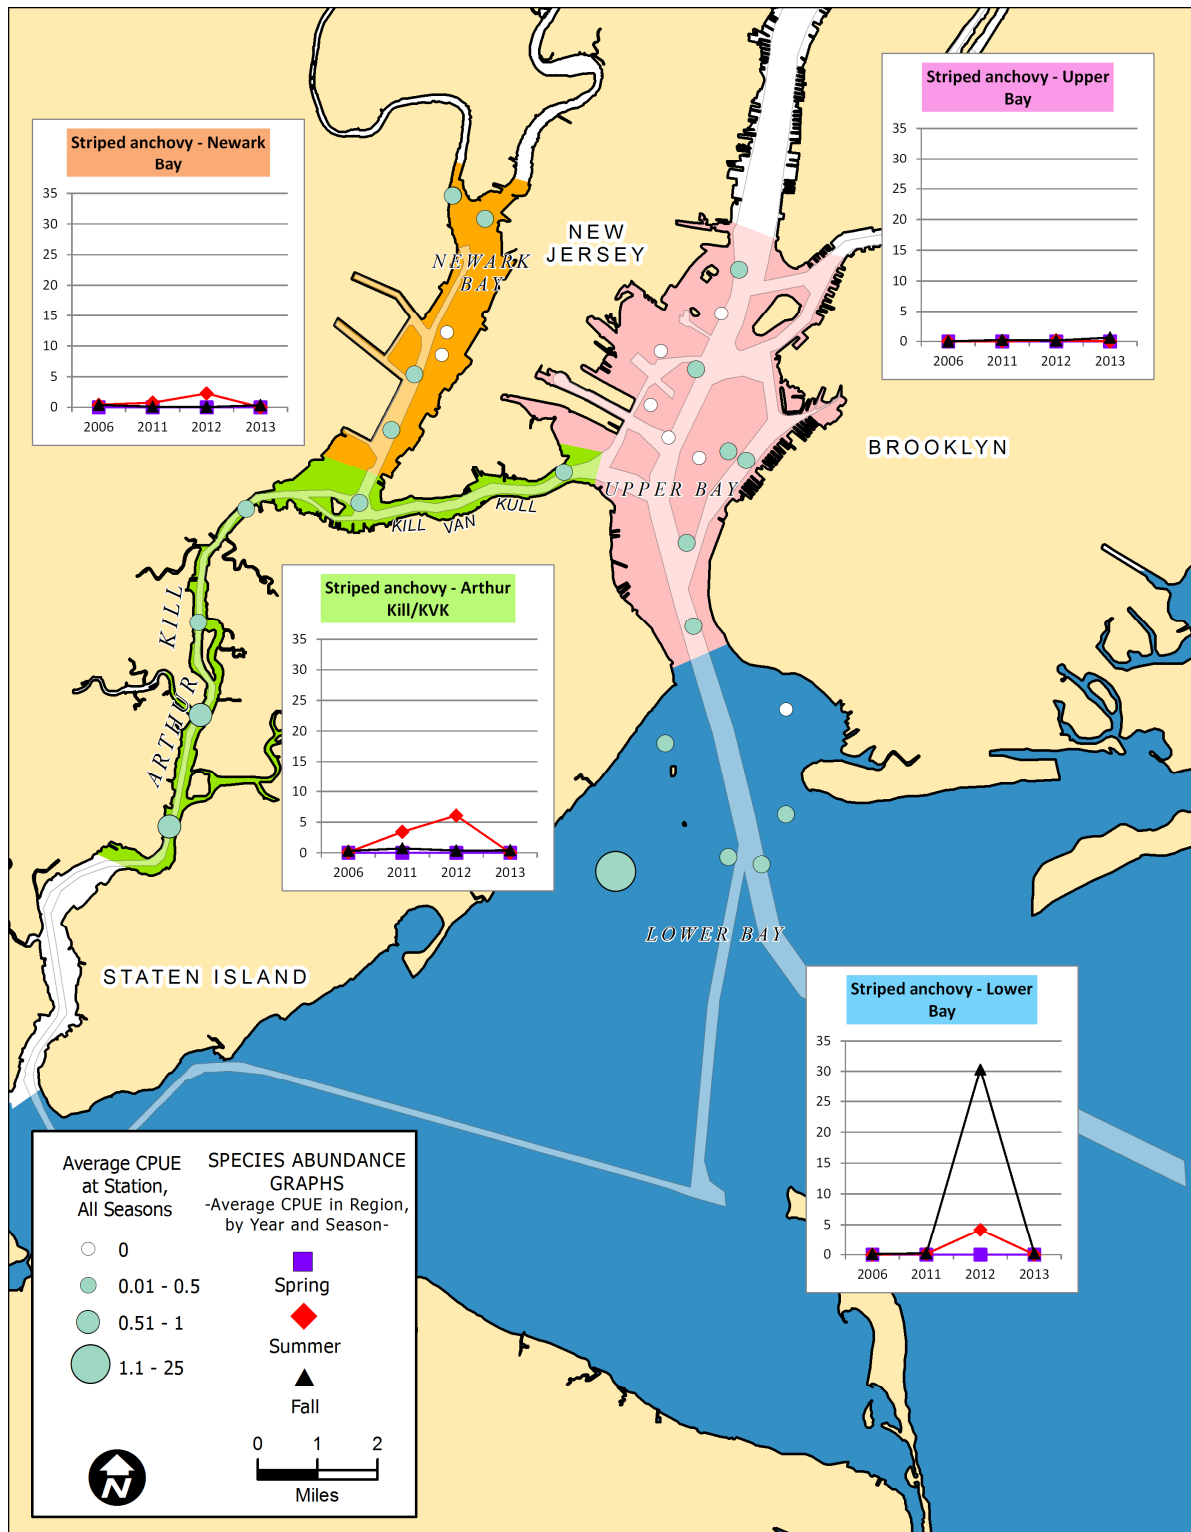 Striped anchovy - Upper
Bay
35
30
25
20
15
10
5
0
2006 2011 2012 2013
Striped anchovy - Newark
Bay
35
30
25
20
15
10
5
0
2006 2011 2012 2013
NEW
JERSEY
NEWARK
BAY
BROOKLYN
UPPER BAY
KILL VAN KULL
ARTHUR KILL
Striped anchovy - Arthur
Kill/KVK
35
30
25
20
15
10
5
0
2006 2011 2012 2013
LOWER BAY
STATEN ISLAND
Striped anchovy - Lower
Bay
35
30
25
20
15
10
5
0
2006 2011 2012 2013
Average CPUE
at Station,
All Seasons
0
0.01 - 0.5
0.51 - 1
1.1 - 25
SPECIES ABUNDANCE
GRAPHS
-Average CPUE in Region,
by Year and Season-
Spring
Summer
Fall
N
0 1 2
Miles